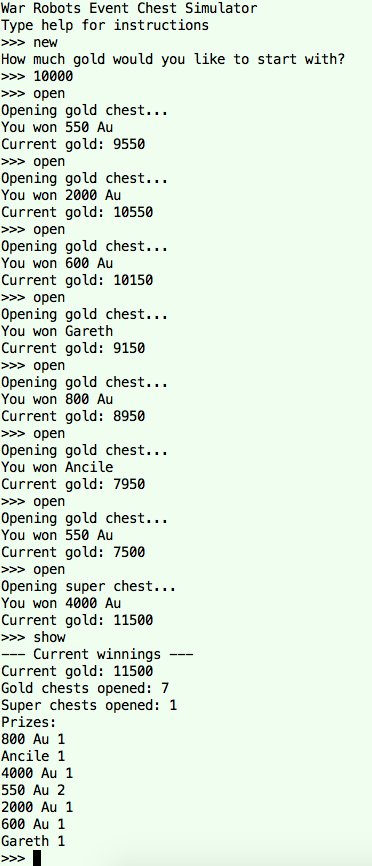 War Robots Event Chest Simulator
Type help for instructions
>>> new
How much gold would you like to start with?
>>> 10000
>>> open
Opening gold chest...
You won 550 Au
Current gold: 9550
>>> open
Opening gold chest...
You won 2000 Au
Current gold: 10550
>>> open
Opening gold chest...
You won 600 Au
Current gold: 10150
>>> open
Opening gold chest...
You won Gareth
Current gold: 9150
>>> open
Opening gold chest...
You won 800 Au
Current gold: 8950
>>> open
Opening gold chest...
You won Ancile
Current gold: 7950
>>> open
Opening gold chest...
You won 550 Au
Current gold: 7500
>>> open
Opening super chest...
You won 4000 Au
Current gold: 11500
>>> show
--- Current winnings ---
Current gold: 11500
Gold chests opened: 7
Super chests opened: 1
Prizes:
800 Au 1
Ancile 1
4000 Au 1
550 Au 2
2000 Au 1
600 Au 1
Gareth 1
>>>